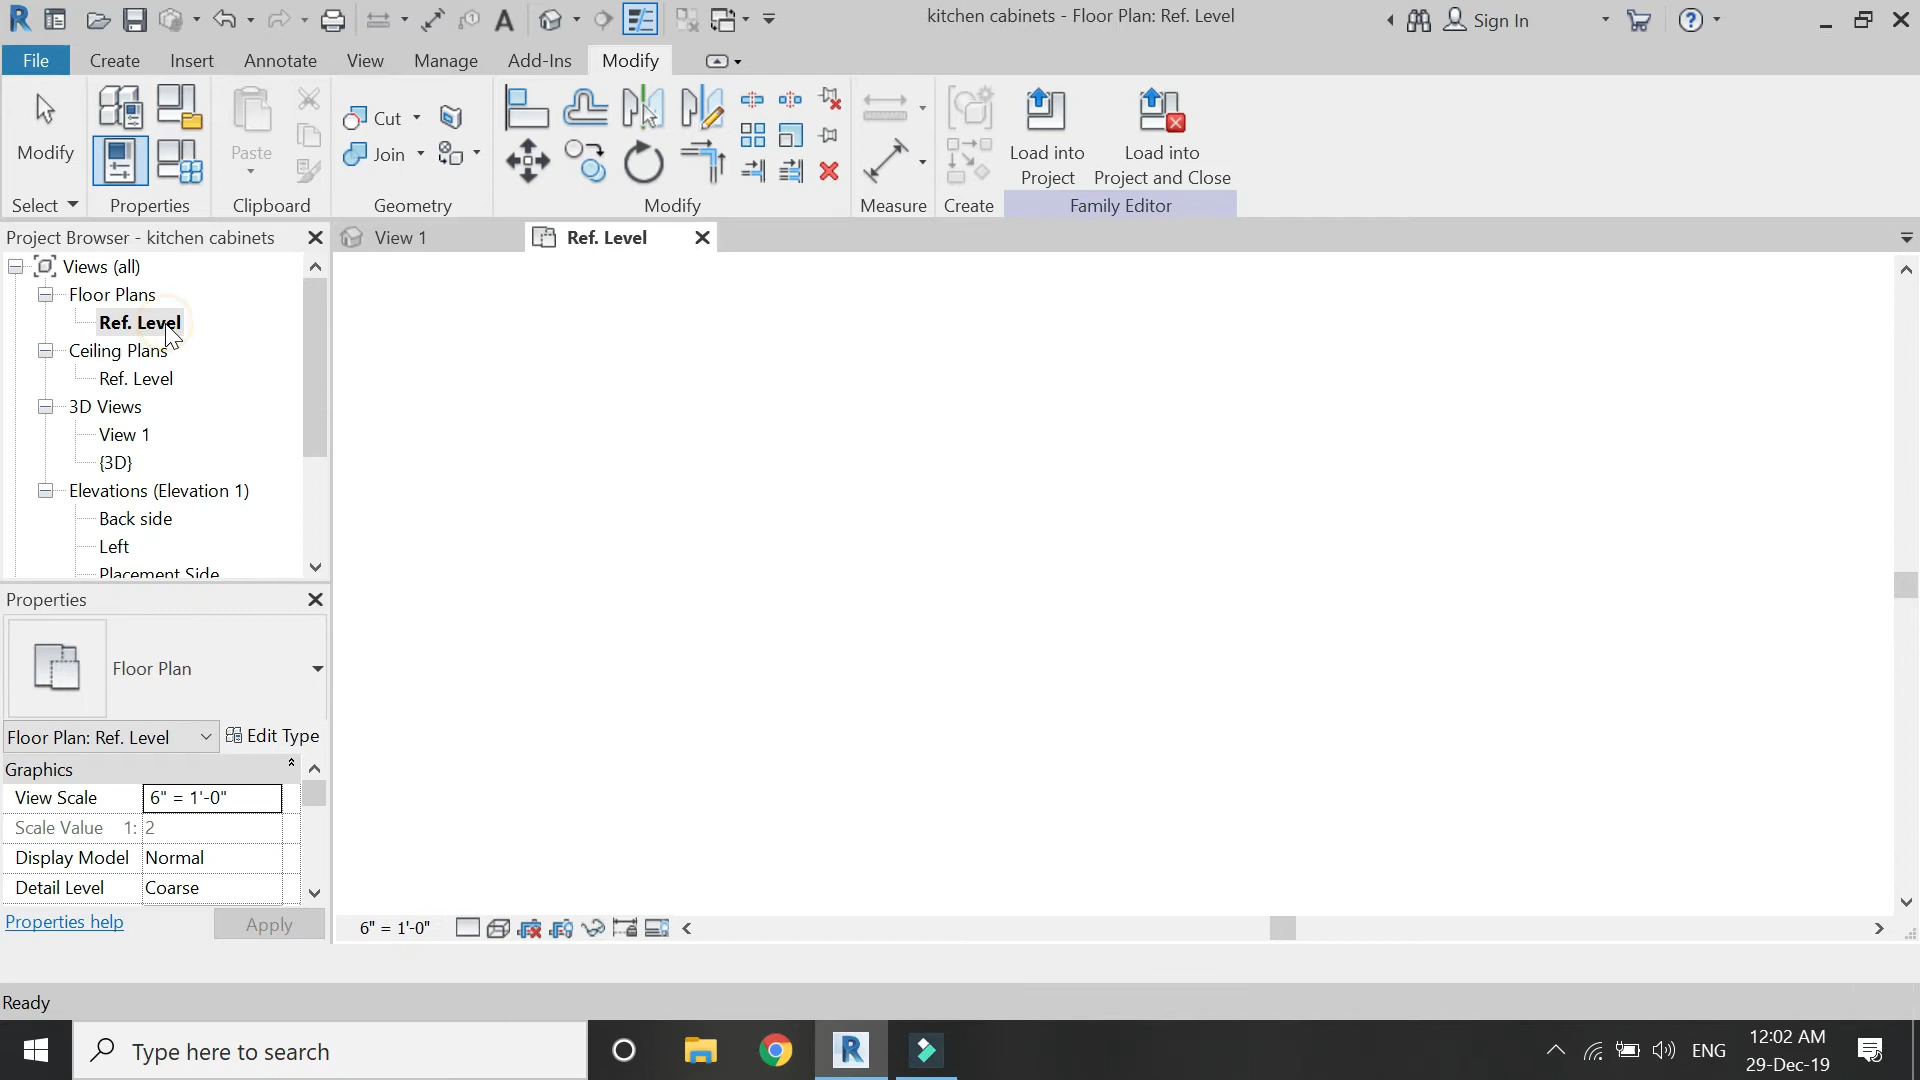 kitchen cabinets - Floor Plan: Ref. Level
Sign In
File
Create
Insert
Annotate
View
Manage
Add-Ins
Modify
Modify
Paste
Cut
Join
Load into
Project
Load into
Project and Close
Select
Properties
Clipboard
Geometry
Modify
Measure
Create
Family Editor
Project Browser - kitchen cabinets
View 1
Ref. Level
Views (all)
Floor Plans
Ref. Level
Ceiling Plans
Ref. Level
3D Views
View 1
{3D}
Elevations (Elevation 1)
Back side
Left
Placement Side
Properties
Floor Plan
Floor Plan: Ref. Level
Edit Type
Graphics
View Scale
6" = 1'-0"
Scale Value 1:
2
Display Model
Normal
Detail Level
Coarse
Properties help
Apply
6" = 1'-0"
Ready
Type here to search
ENG
12:02 AM
29-Dec-19